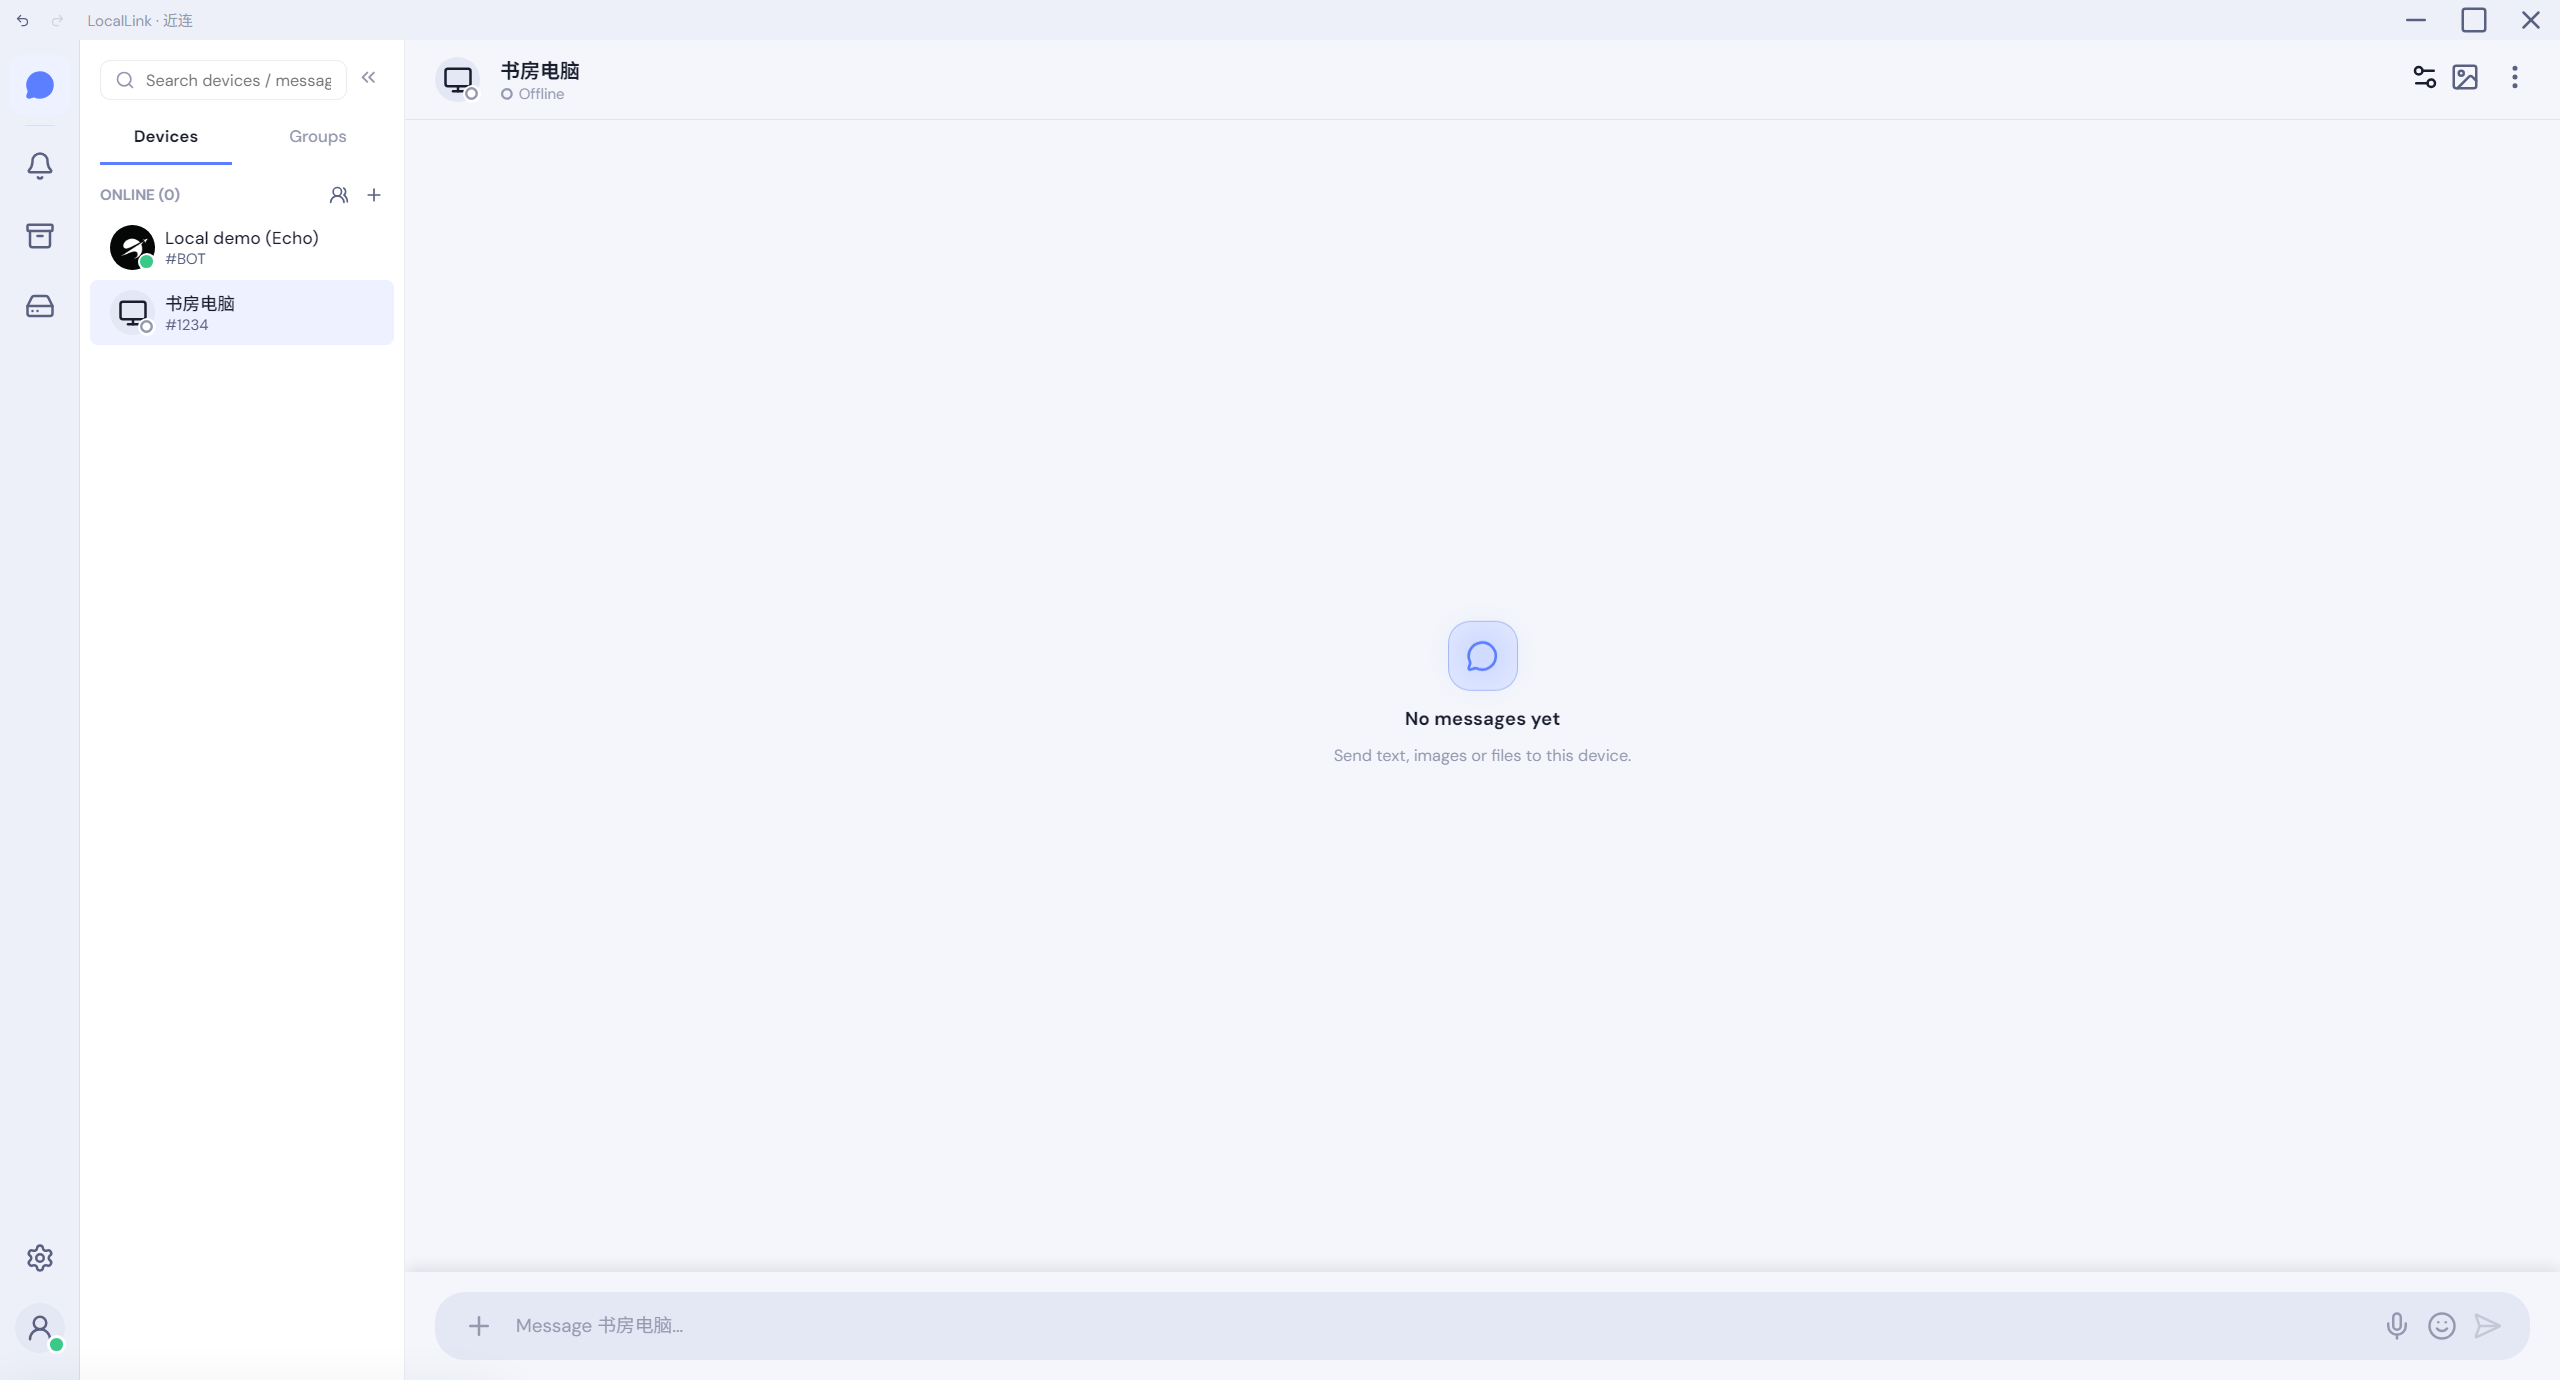 LocalLink · 近连
Search devices / messag
Devices
Groups
ONLINE (0)
Local demo (Echo)
#BOT
书房电脑
#1234
书房电脑
Offline
No messages yet
Send text, images or files to this device.
Message 书房电脑...